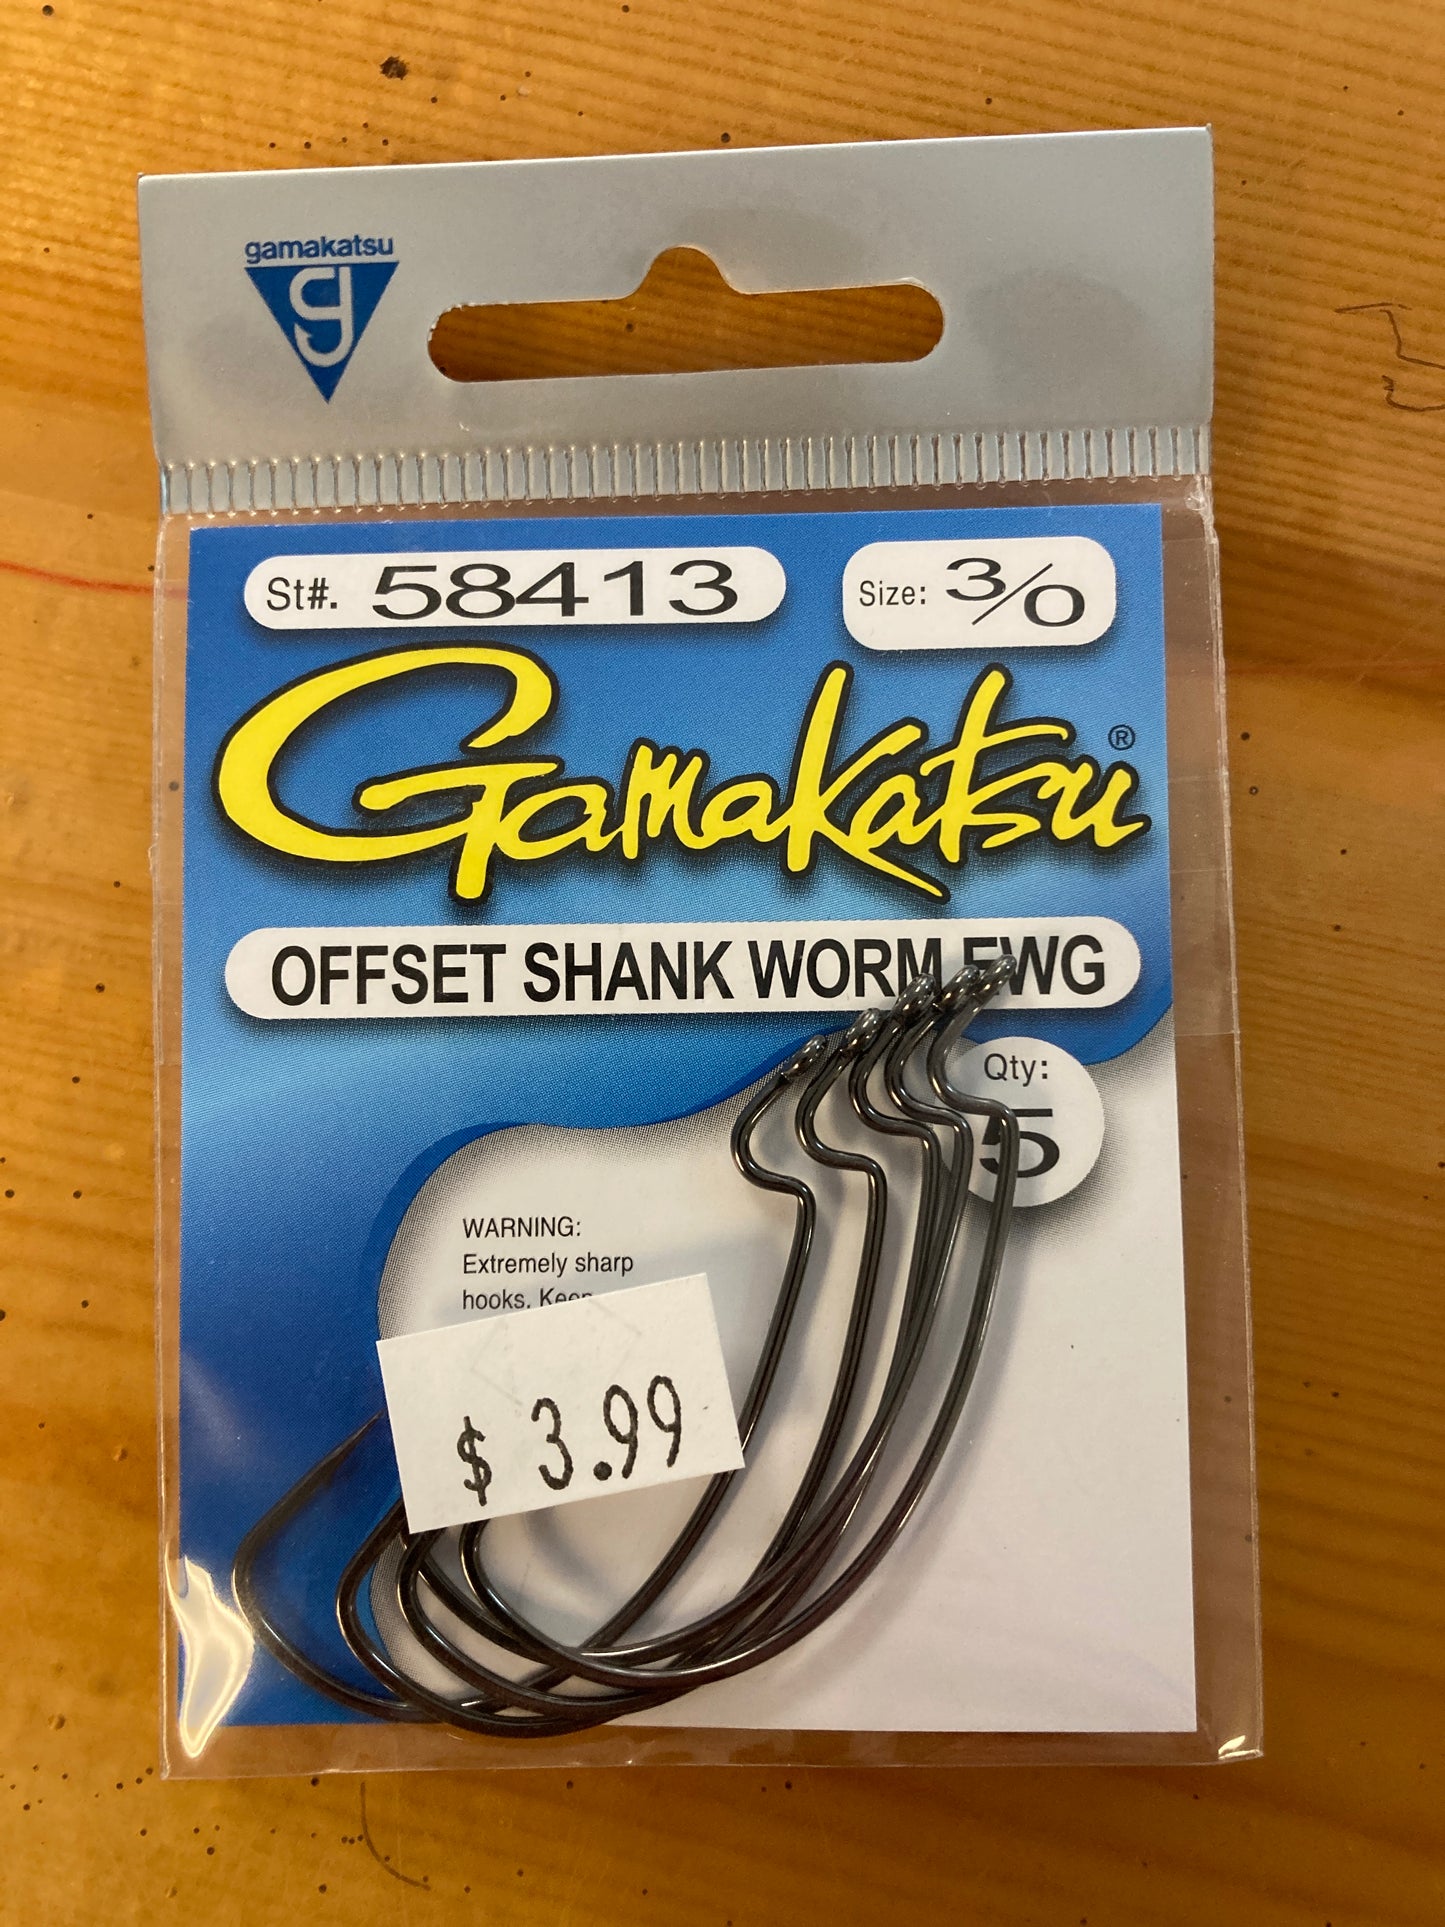 gamakatsu
g
St#. 58413
Size: 3/0
Gamakatsu®
OFFSET SHANK WORM EWG
Qty:
5
WARNING:
Extremely sharp
hooks. Keep
$ 3.99